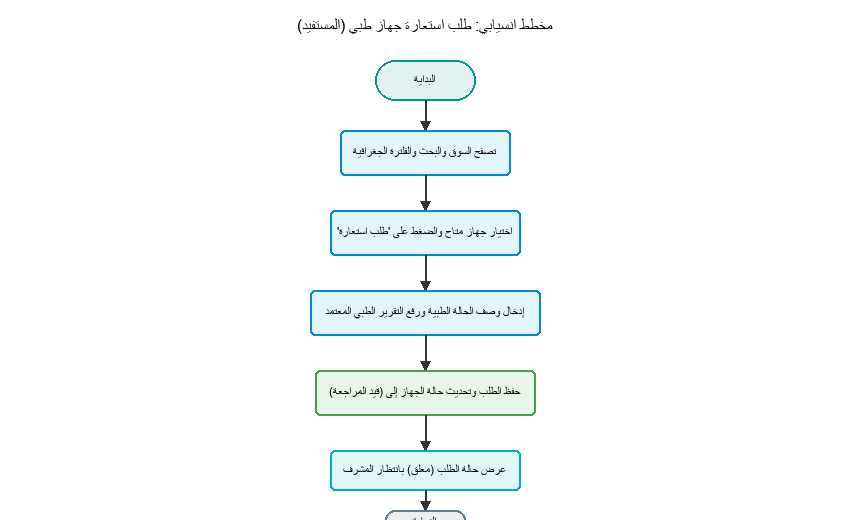 مخطط انسيابي: طلب استعارة جهاز طبي (المستفيد)
البداية
تصفح السوق والبحث والفلترة الجغرافية
اختيار جهاز متاح والضغط على 'طلب استعارة'
إدخال وصف الحالة الطبية ورفع التقرير الطبي المعتمد
حفظ الطلب وتحديث حالة الجهاز إلى (قيد المراجعة)
عرض حالة الطلب (معلق) بانتظار المشرف